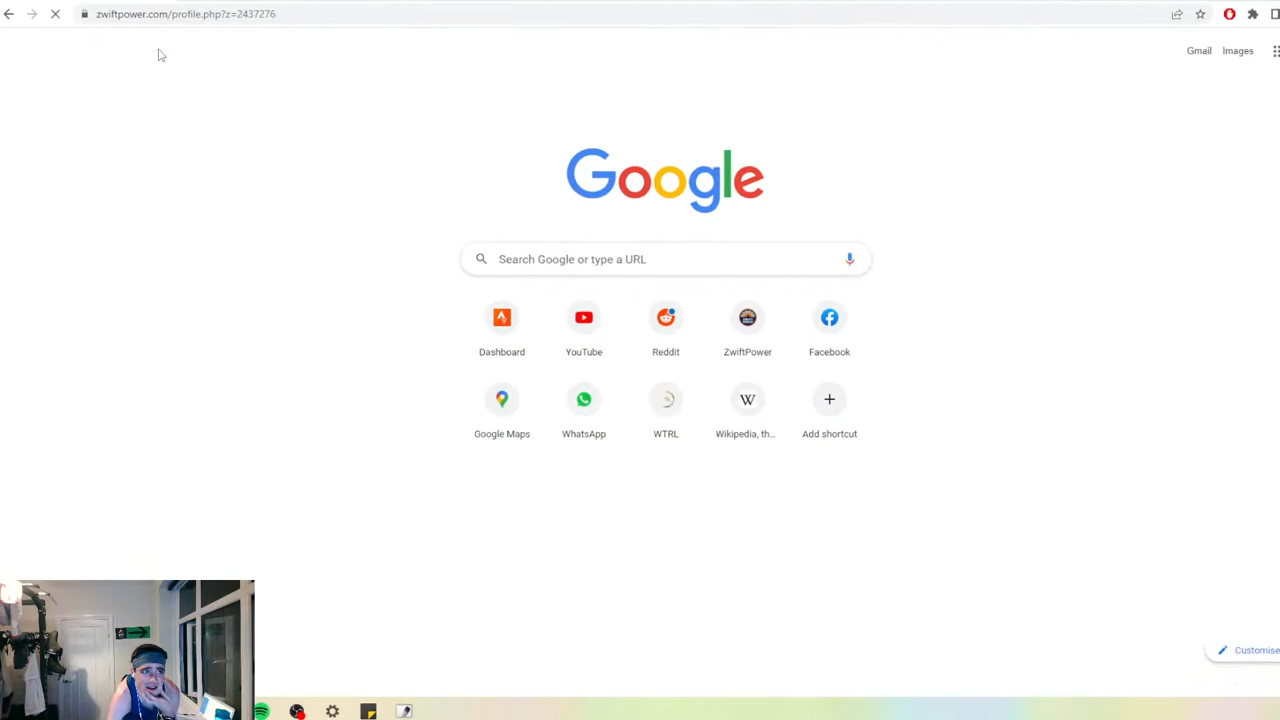 zwiftpower.com/profile.php?z=2437276
Gmail Images
Google
Search Google or type a URL
Dashboard YouTube Reddit ZwiftPower Facebook
Google Maps WhatsApp WTRL Wikipedia, th... Add shortcut
Customise